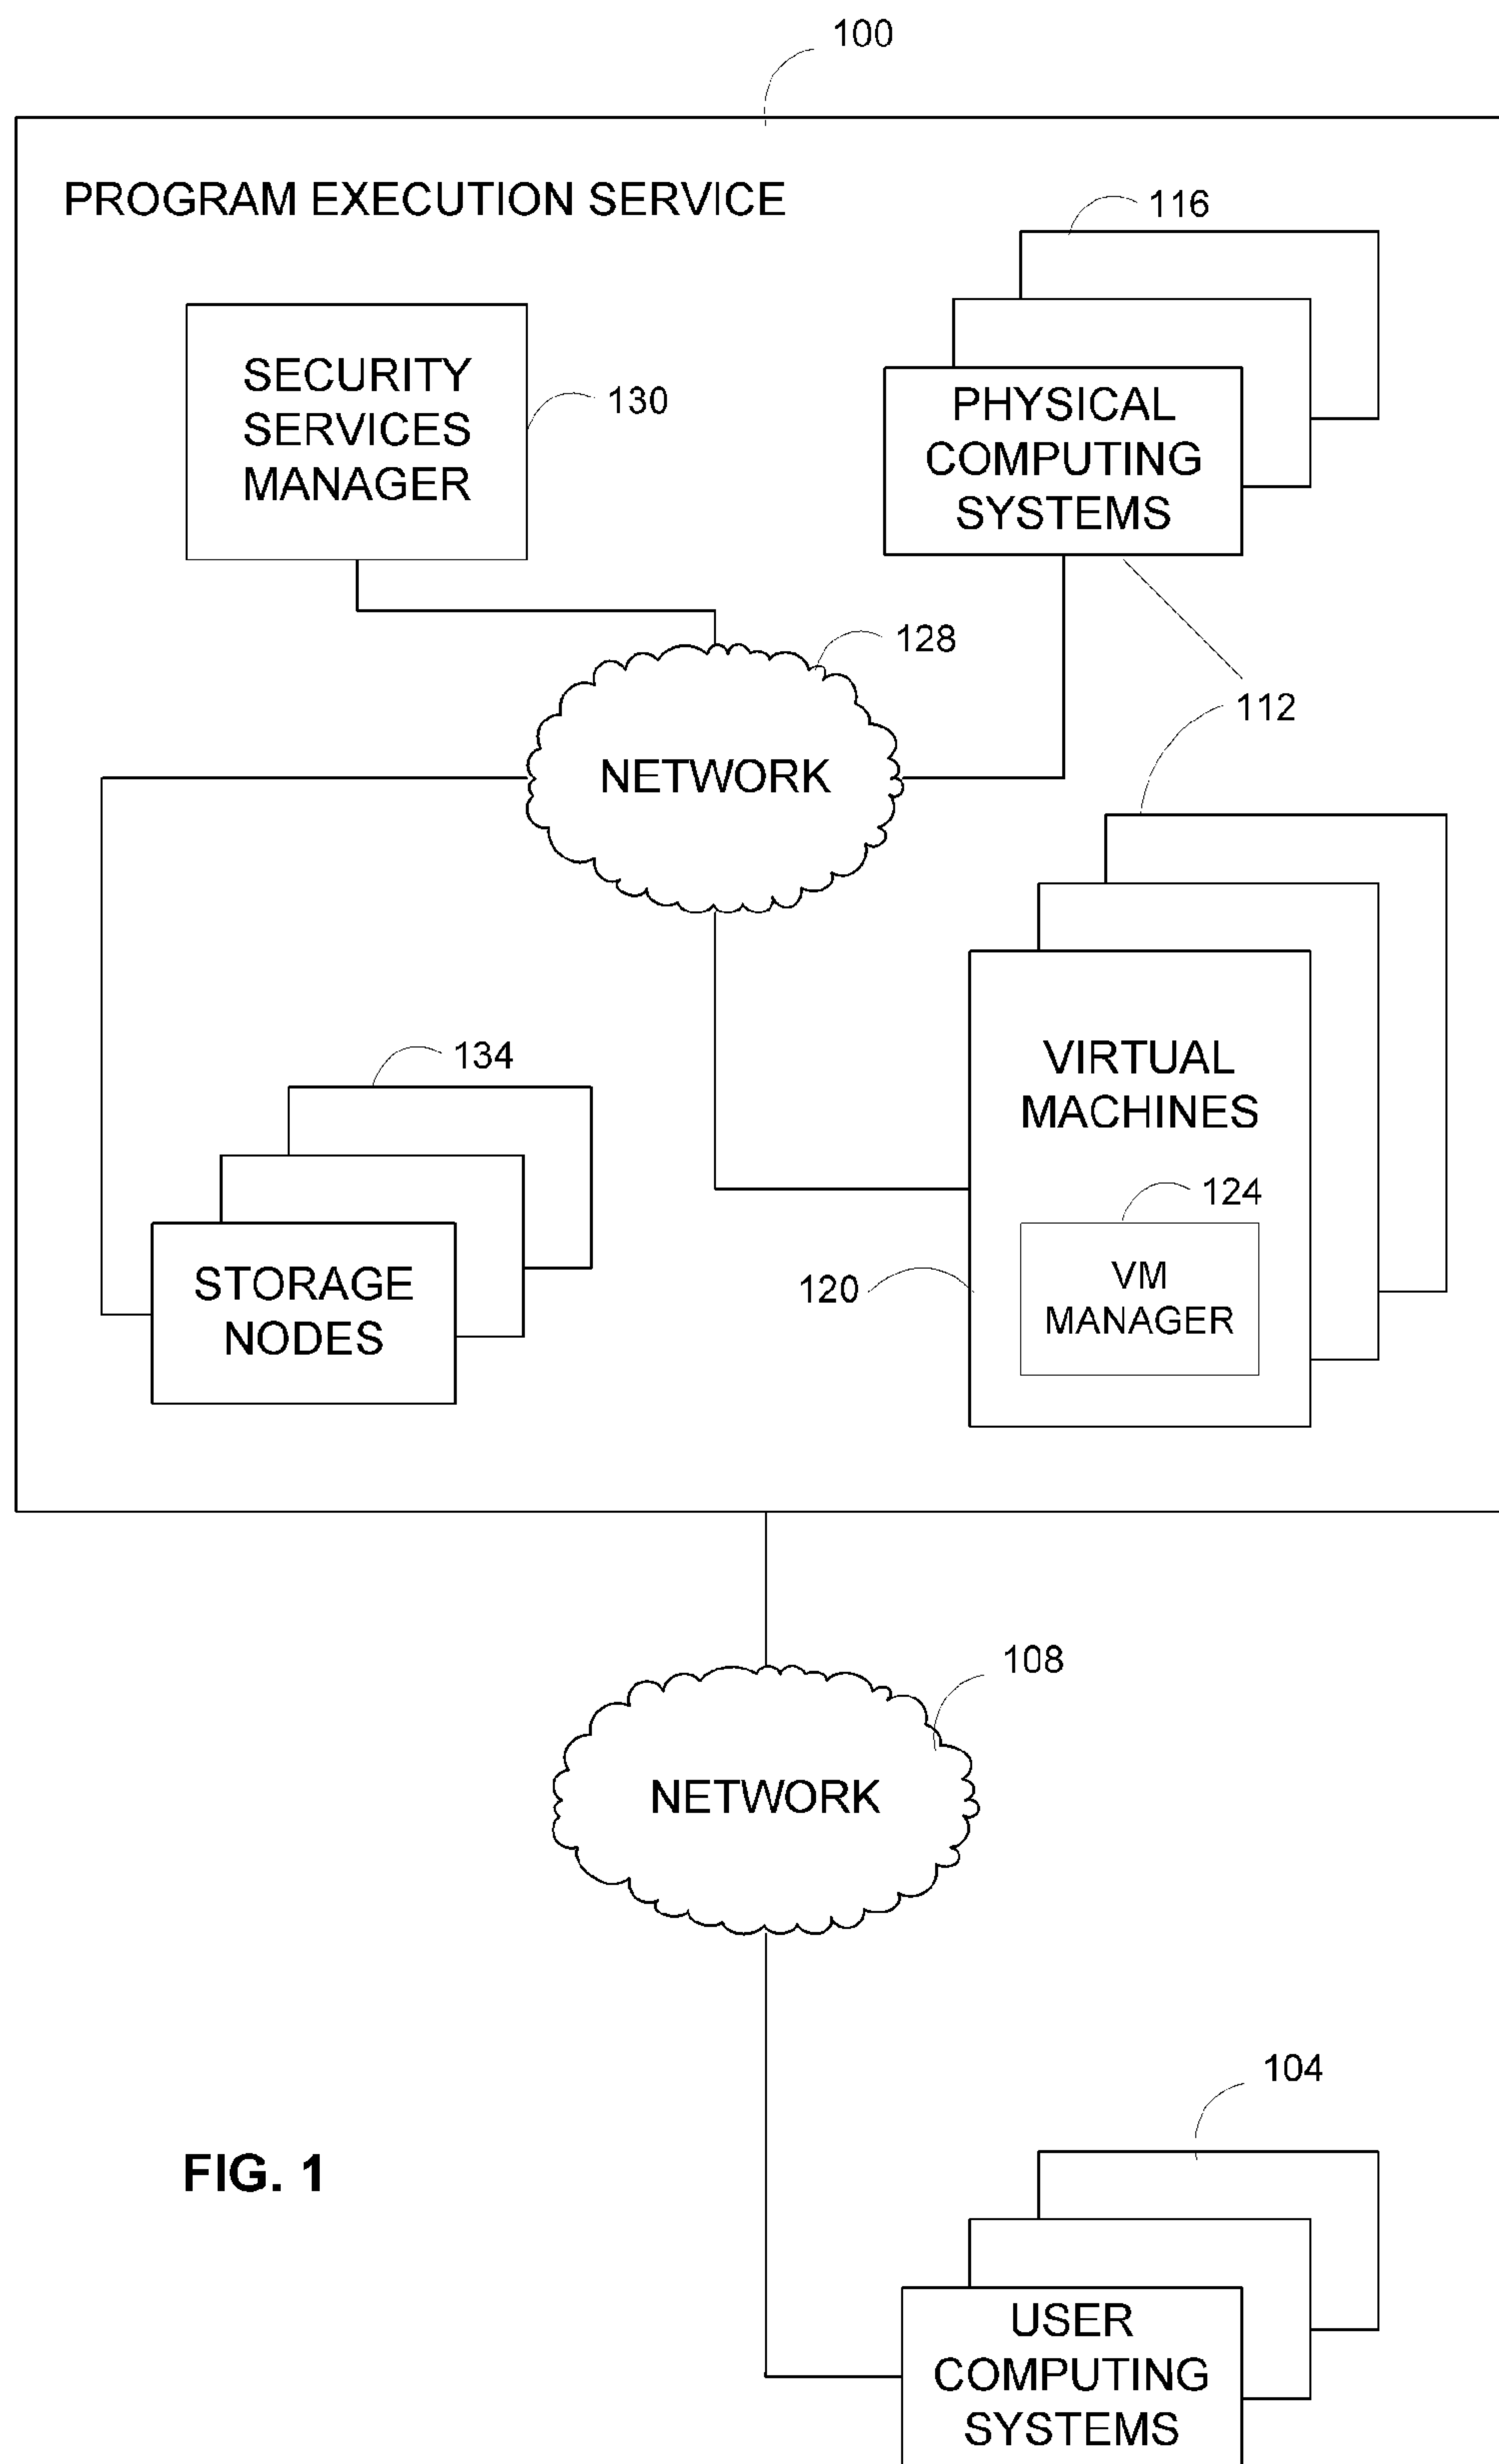 100
PROGRAM EXECUTION SERVICE
116
SECURITY
SERVICES
MANAGER
130
PHYSICAL
COMPUTING
SYSTEMS
128
112
NETWORK
134
VIRTUAL
MACHINES
124
120
VM
MANAGER
STORAGE
NODES
108
NETWORK
104
FIG. 1
USER
COMPUTING
SYSTEMS